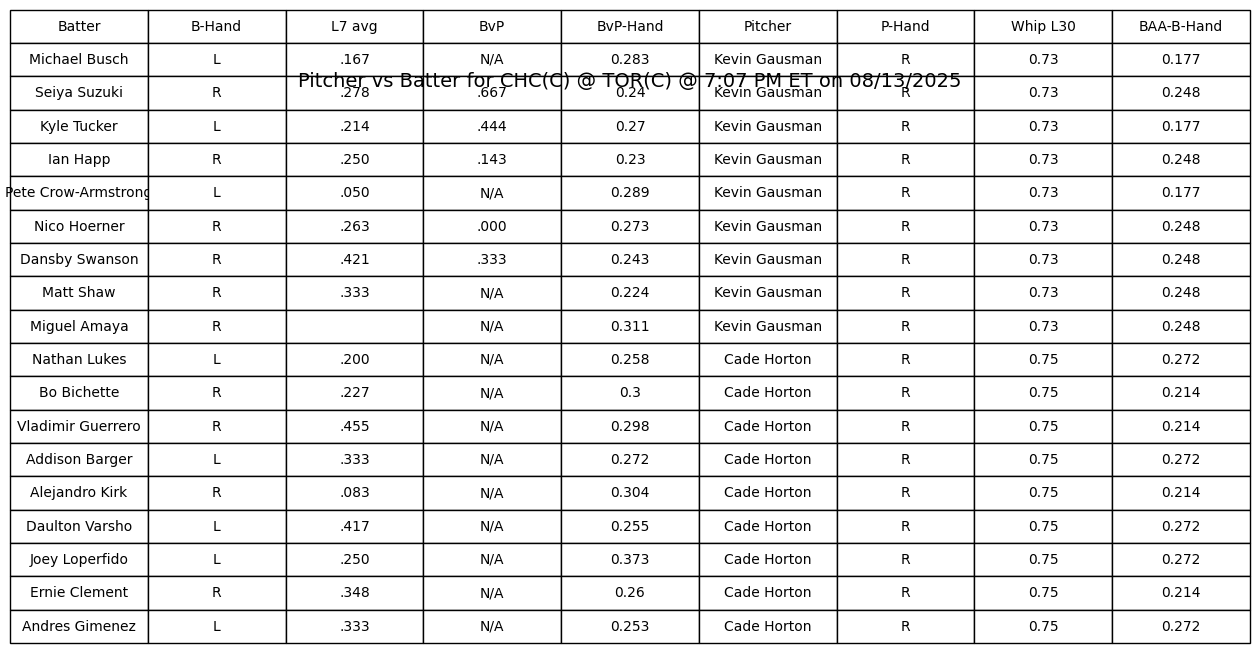 Batter B-Hand L7 avg BvP BvP-Hand Pitcher P-Hand Whip L30 BAA-B-Hand
Michael Busch L .167 N/A 0.283 Kevin Gausman R 0.73 0.177
Pitcher vs Batter for CHC(C) @ TOR(C) @ 7:07 PM ET on 08/13/2025
Seiya Suzuki R .278 .667 0.24 Kevin Gausman R 0.73 0.248
Kyle Tucker L .214 .444 0.27 Kevin Gausman R 0.73 0.177
Ian Happ R .250 .143 0.23 Kevin Gausman R 0.73 0.248
Pete Crow-Armstrong L .050 N/A 0.289 Kevin Gausman R 0.73 0.177
Nico Hoerner R .263 .000 0.273 Kevin Gausman R 0.73 0.248
Dansby Swanson R .421 .333 0.243 Kevin Gausman R 0.73 0.248
Matt Shaw R .333 N/A 0.224 Kevin Gausman R 0.73 0.248
Miguel Amaya R N/A 0.311 Kevin Gausman R 0.73 0.248
Nathan Lukes L .200 N/A 0.258 Cade Horton R 0.75 0.272
Bo Bichette R .227 N/A 0.3 Cade Horton R 0.75 0.214
Vladimir Guerrero R .455 N/A 0.298 Cade Horton R 0.75 0.214
Addison Barger L .333 N/A 0.272 Cade Horton R 0.75 0.272
Alejandro Kirk R .083 N/A 0.304 Cade Horton R 0.75 0.214
Daulton Varsho L .417 N/A 0.255 Cade Horton R 0.75 0.272
Joey Loperfido L .250 N/A 0.373 Cade Horton R 0.75 0.272
Ernie Clement R .348 N/A 0.26 Cade Horton R 0.75 0.214
Andres Gimenez L .333 N/A 0.253 Cade Horton R 0.75 0.272